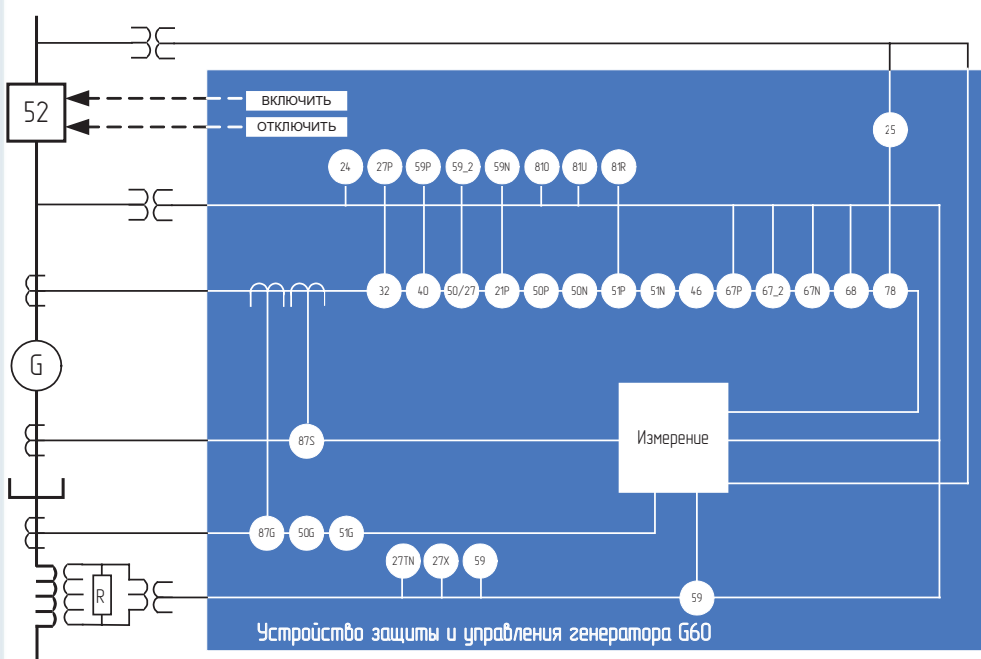 52
ВКЛЮЧИТЬ
ОТКЛЮЧИТЬ
25
24 27P 59P 59_2 59N 81O 81U 81R
32 40 50/27 21P 50P 50N 51P 51N 46 67P 67_2 67N 68 78
G
87S
Измерение
87G 50G 51G
27TN 27X 59
R
59
Устройство защиты и управления генератора G60